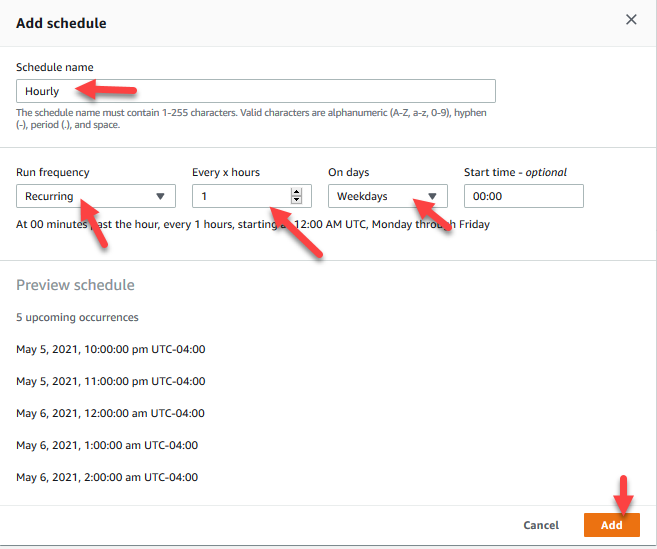 Add schedule
Schedule name
Hourly
The schedule name must contain 1-255 characters. Valid characters are alphanumeric (A-Z, a-z, 0-9), hyphen
(-), period (.), and space.
Run frequency Every x hours On days Start time - optional
Recurring 1 Weekdays 00:00
At 00 minutes past the hour, every 1 hours, starting 12:00 AM UTC, Monday through Friday
Preview schedule
5 upcoming occurrences
May 5, 2021, 10:00:00 pm UTC-04:00
May 5, 2021, 11:00:00 pm UTC-04:00
May 6, 2021, 12:00:00 am UTC-04:00
May 6, 2021, 1:00:00 am UTC-04:00
May 6, 2021, 2:00:00 am UTC-04:00
Cancel Add